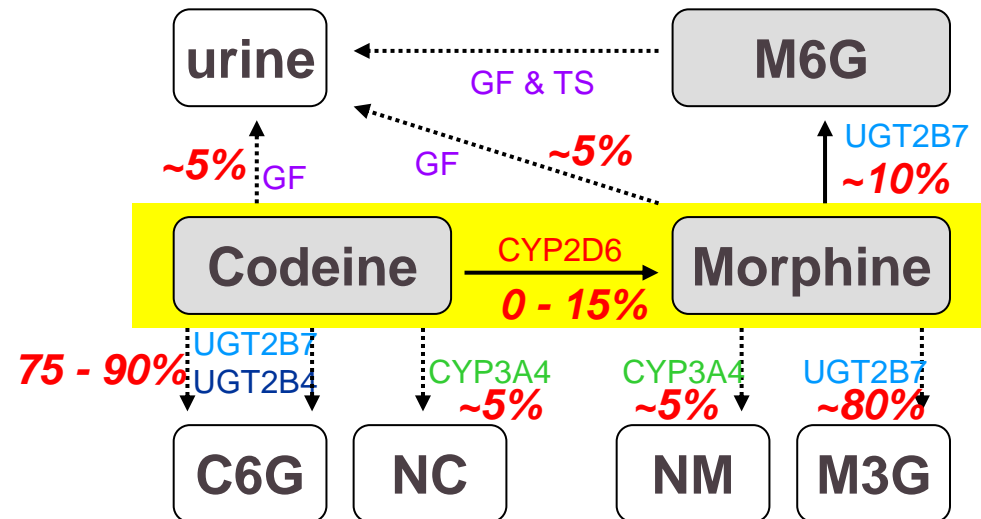 urine
M6G
GF & TS
UGT2B7
~10%
~5%
GF
GF
~5%
Codeine
CYP2D6
0 - 15%
Morphine
75 - 90%
UGT2B7
UGT2B4
CYP3A4
~5%
CYP3A4
~5%
UGT2B7
~80%
C6G
NC
NM
M3G